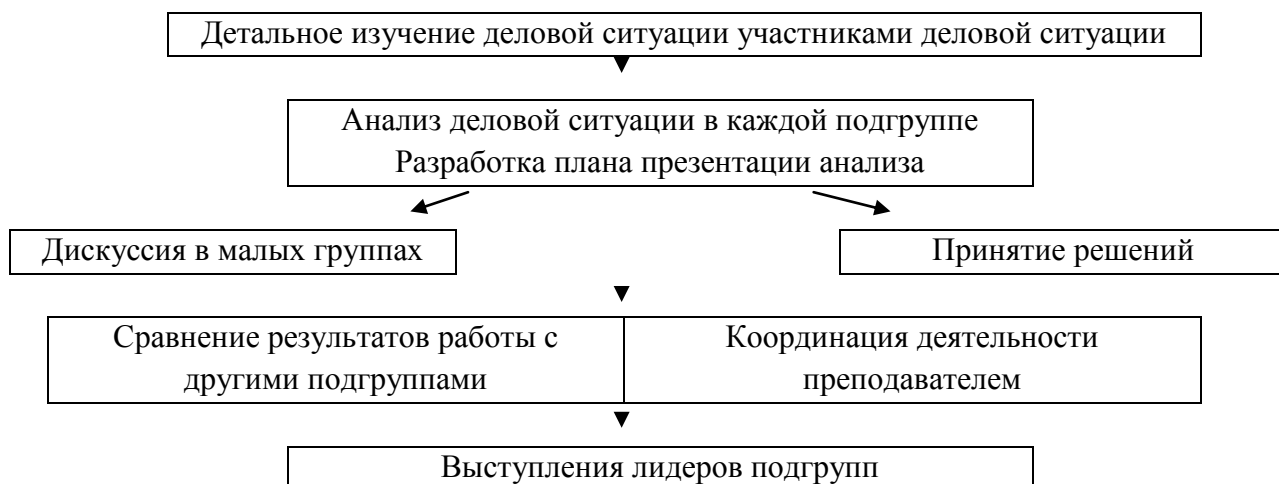 Детальное изучение деловой ситуации участниками деловой ситуации
Анализ деловой ситуации в каждой подгруппе
Разработка плана презентации анализа
Дискуссия в малых группах
Принятие решений
Сравнение результатов работы с
другими подгруппами
Координация деятельности
преподавателем
Выступления лидеров подгрупп